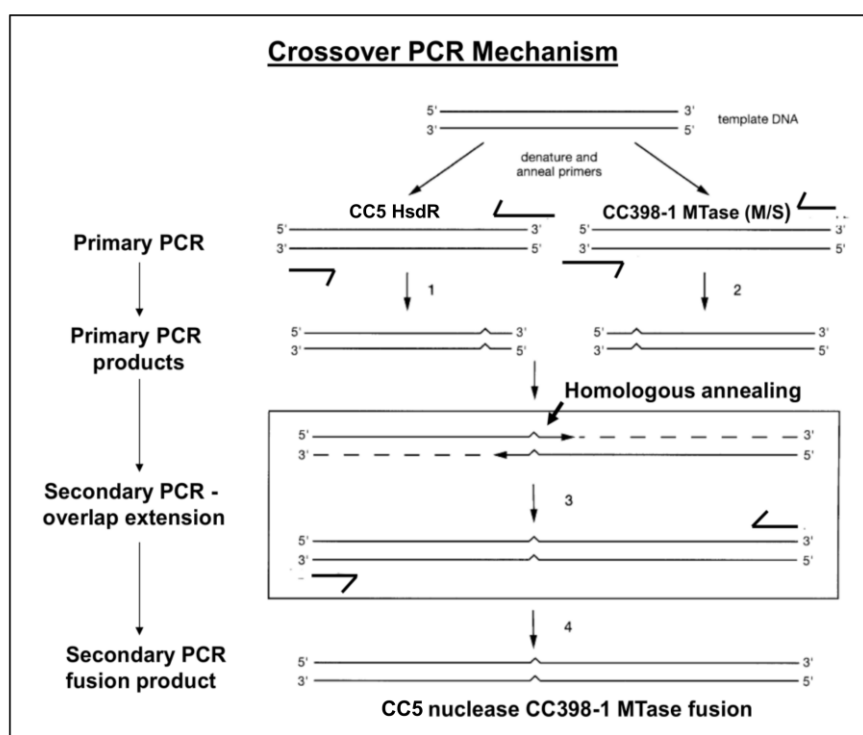 Crossover PCR Mechanism
5' 3'
3' 5'
template DNA
denature and
anneal primers
CC5 HsdR
CC398-1 MTase (M/S)
Primary PCR
5' 3' 5' 3'
3' 5' 3' 5'
1 2
Primary PCR
products
5' 3' 5' 3'
3' 5' 3' 5'
Homologous annealing
5' 3'
3' 5'
Secondary PCR -
overlap extension
3
5' 3'
3' 5'
4
Secondary PCR
fusion product
5' 3'
3' 5'
CC5 nuclease CC398-1 MTase fusion